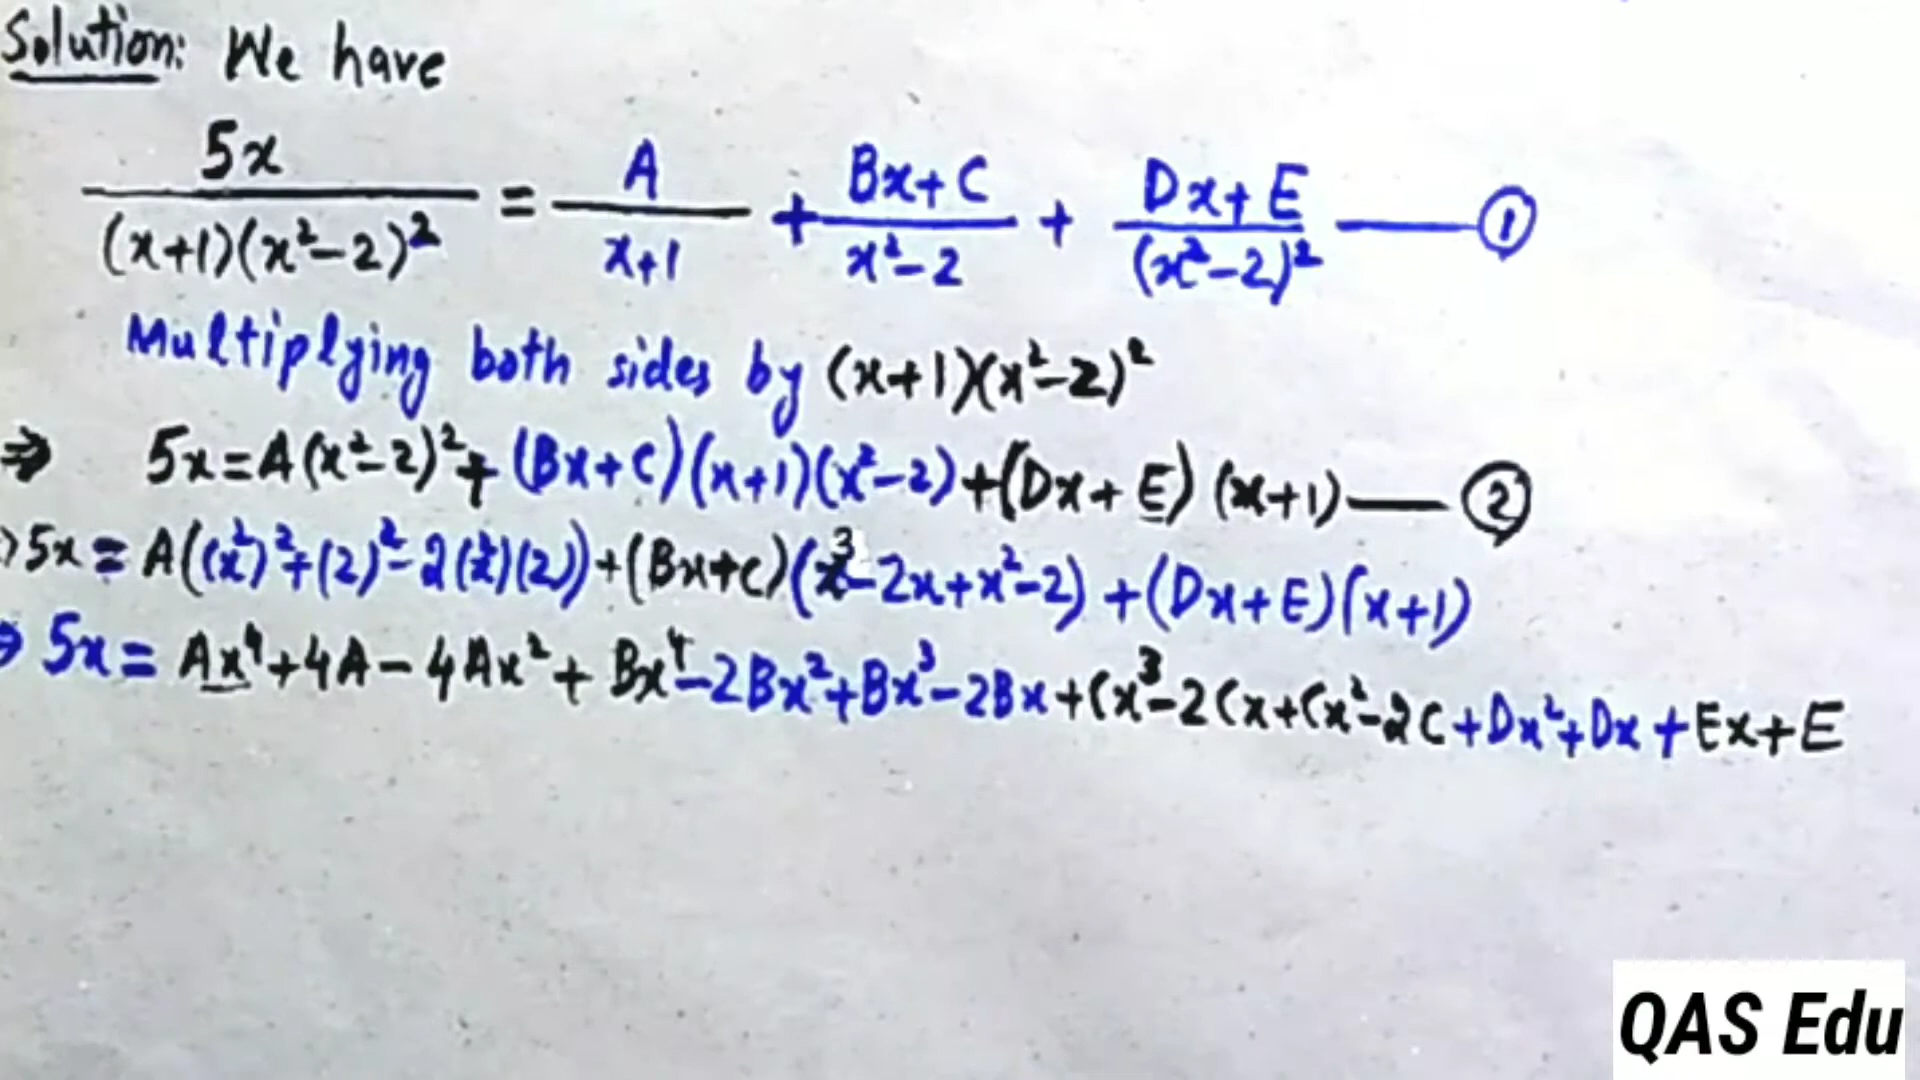 Solution: We have
5x / (x+1)(x²-2)² = A / x+1 + Bx+C / x²-2 + Dx+E / (x²-2)² —— ①
Multiplying both sides by (x+1)(x²-2)²
⇒ 5x = A(x²-2)² + (Bx+C)(x+1)(x²-2) + (Dx+E)(x+1) —— ②
⇒ 5x = A((x²)²+(2)²-2(x²)(2)) + (Bx+C)(x³-2x+x²-2) + (Dx+E)(x+1)
⇒ 5x = Ax⁴+4A-4Ax²+Bx⁴-2Bx²+Bx³-2Bx+Cx³-2Cx+Cx²-2C+Dx²+Dx+Ex+E
QAS Edu